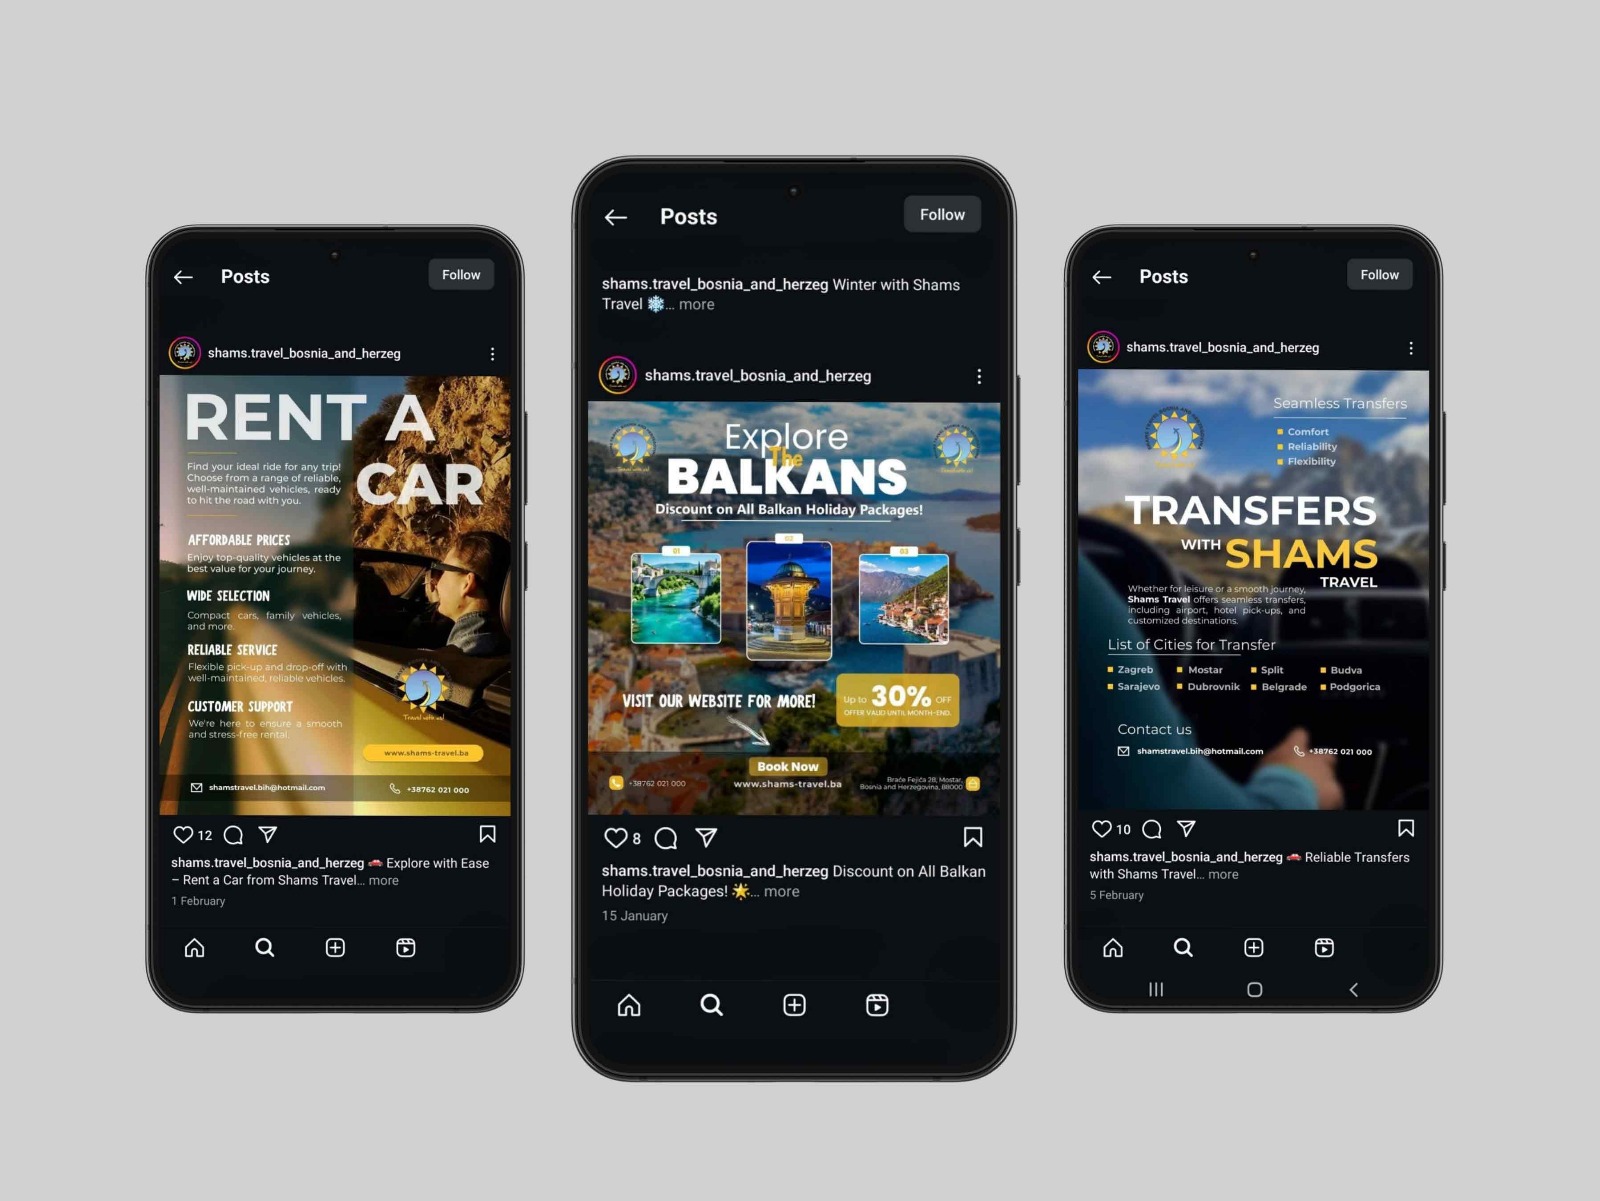 Posts
Follow
shams.travel_bosnia_and_herzeg
RENT A
CAR
Find your ideal ride for any trip!
Choose from a range of reliable,
well-maintained vehicles, ready
to hit the road with you.
AFFORDABLE PRICES
Enjoy top-quality vehicles at the
best value for your journey.
WIDE SELECTION
Compact cars, family vehicles,
and more.
RELIABLE SERVICE
Flexible pick-up and drop-off with
well-maintained, reliable vehicles.
CUSTOMER SUPPORT
We're here to ensure a smooth
and stress-free rental.
Travel with us!
www.shams-travel.ba
shamstravel.bih@hotmail.com
+38762 021 000
12
shams.travel_bosnia_and_herzeg 🚗 Explore with Ease
– Rent a Car from Shams Travel... more
1 February
Posts
Follow
shams.travel_bosnia_and_herzeg Winter with Shams
Travel ❄️... more
shams.travel_bosnia_and_herzeg
Explore
The
BALKANS
Discount on All Balkan Holiday Packages!
Travel with us!
Travel with us!
01
02
03
VISIT OUR WEBSITE FOR MORE!
Up to 30% OFF
OFFER VALID UNTIL MONTH-END.
Book Now
+38762 021 000
www.shams-travel.ba
Braće Fejića 28, Mostar,
Bosnia and Herzegovina, 88000
8
shams.travel_bosnia_and_herzeg Discount on All Balkan
Holiday Packages! 🌟... more
15 January
Posts
Follow
shams.travel_bosnia_and_herzeg
Seamless Transfers
Comfort
Reliability
Flexibility
Travel with us!
TRANSFERS
WITH SHAMS
TRAVEL
Whether for leisure or a smooth journey,
Shams Travel offers seamless transfers,
including airport, hotel pick-ups, and
customized destinations.
List of Cities for Transfer
Zagreb Mostar Split Budva
Sarajevo Dubrovnik Belgrade Podgorica
Contact us
shamstravel.bih@hotmail.com
+38762 021 000
10
shams.travel_bosnia_and_herzeg 🚗 Reliable Transfers
with Shams Travel... more
5 February